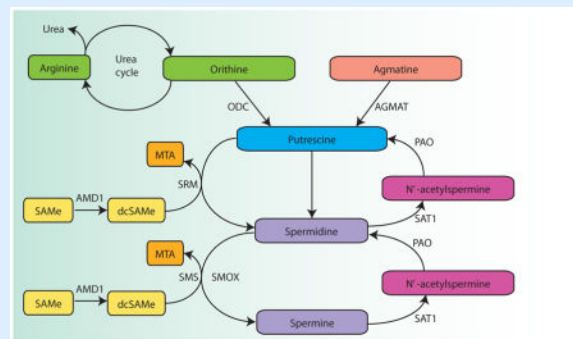 Urea
Arginine
Urea
cycle
Orithine
Agmatine
ODC
AGMAT
Putrescine
MTA
PAO
SRM
N'-acetylspermine
SAMe
AMD1
dcSAMe
SAT1
Spermidine
MTA
PAO
SMS
SMOX
N'-acetylspermine
SAMe
AMD1
dcSAMe
SAT1
Spermine